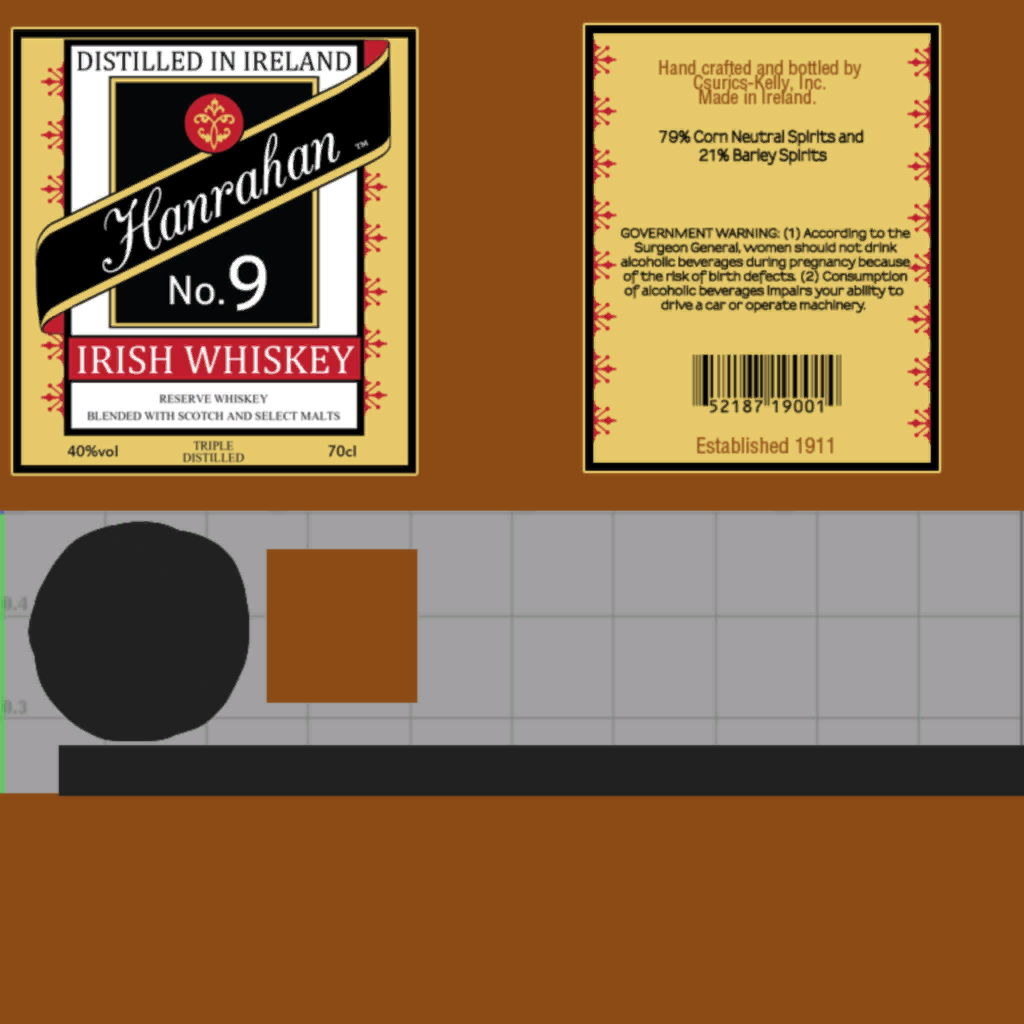 DISTILLED IN IRELAND
Hanrahan ™
No. 9
IRISH WHISKEY
RESERVE WHISKEY
BLENDED WITH SCOTCH AND SELECT MALTS
40%vol
TRIPLE
DISTILLED
70cl
Hand crafted and bottled by
Csurics-Kelly, Inc.
Made in Ireland.
79% Corn Neutral Spirits and
21% Barley Spirits
GOVERNMENT WARNING: (1) According to the
Surgeon General, women should not drink
alcoholic beverages during pregnancy because
of the risk of birth defects. (2) Consumption
of alcoholic beverages impairs your ability to
drive a car or operate machinery.
52187 19001
Established 1911
0.4
0.3